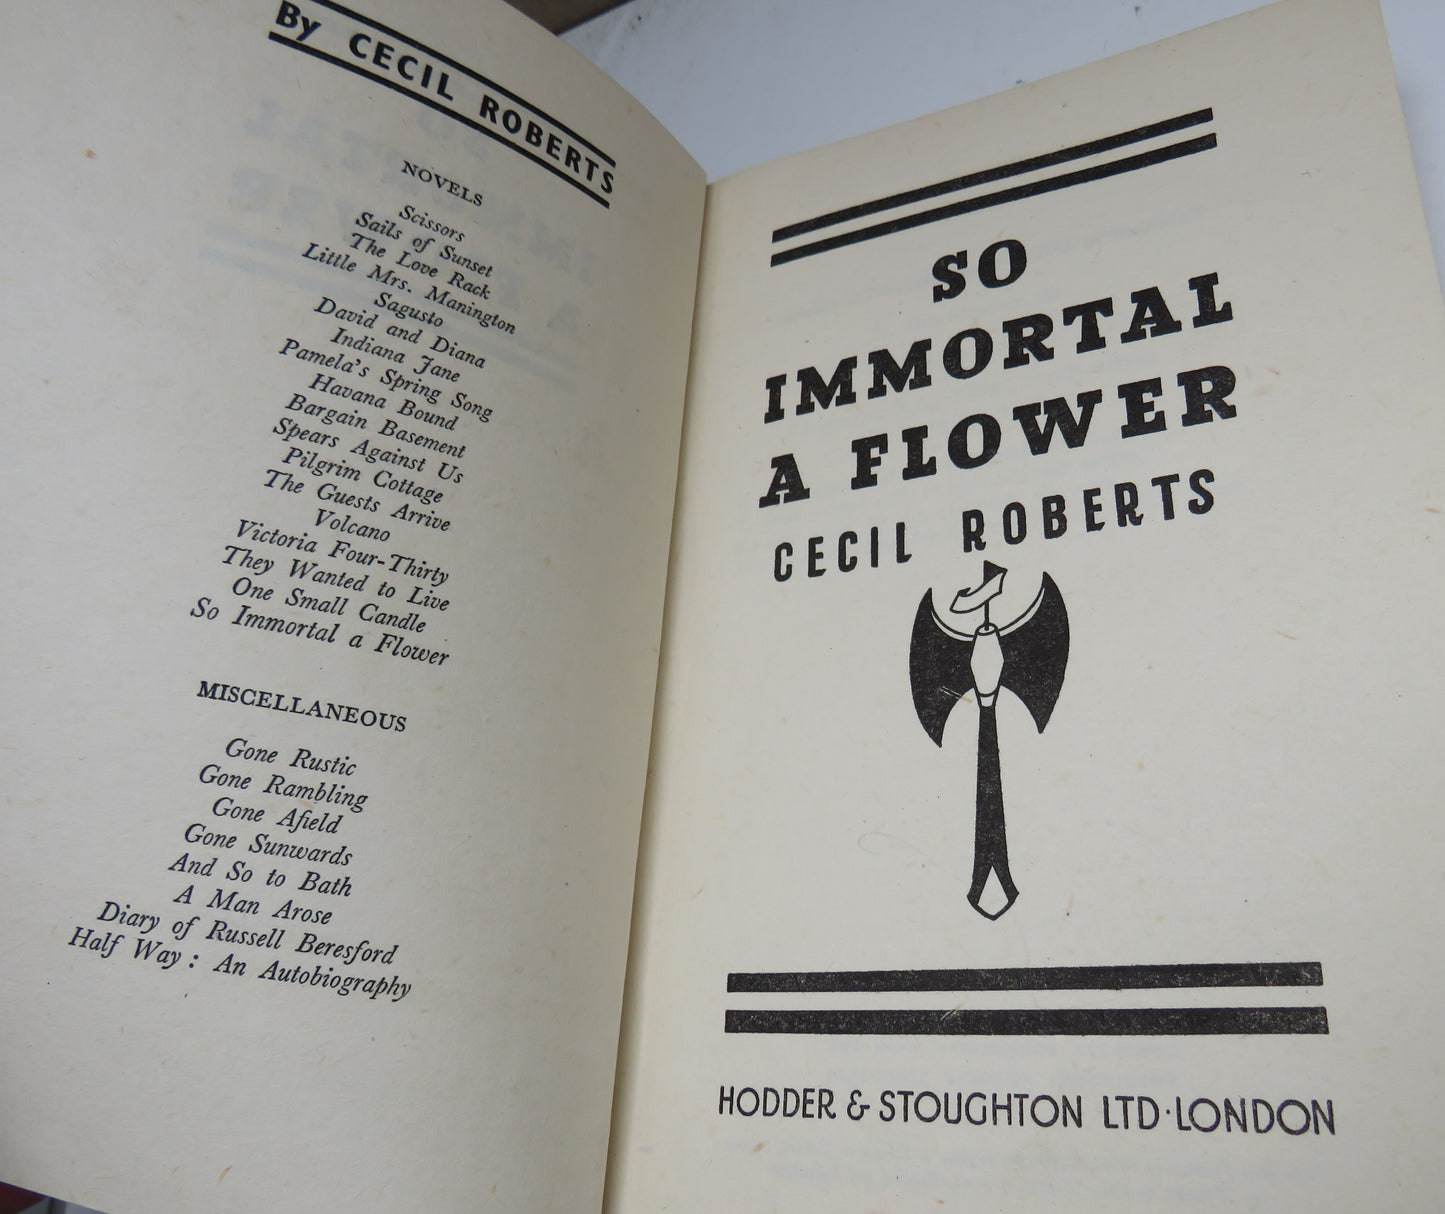 By CECIL ROBERTS
NOVELS
Scissors
Sails of Sunset
The Love Rack
Little Mrs. Manington
Sagusto
David and Diana
Indiana Jane
Pamela's Spring Song
Havana Bound
Bargain Basement
Spears Against Us
Pilgrim Cottage
The Guests Arrive
Volcano
Victoria Four-Thirty
They Wanted to Live
One Small Candle
So Immortal a Flower
MISCELLANEOUS
Gone Rustic
Gone Rambling
Gone Afield
Gone Sunwards
And So to Bath
A Man Arose
Diary of Russell Beresford
Half Way : An Autobiography
SO
IMMORTAL
A FLOWER
CECIL ROBERTS
HODDER & STOUGHTON LTD·LONDON